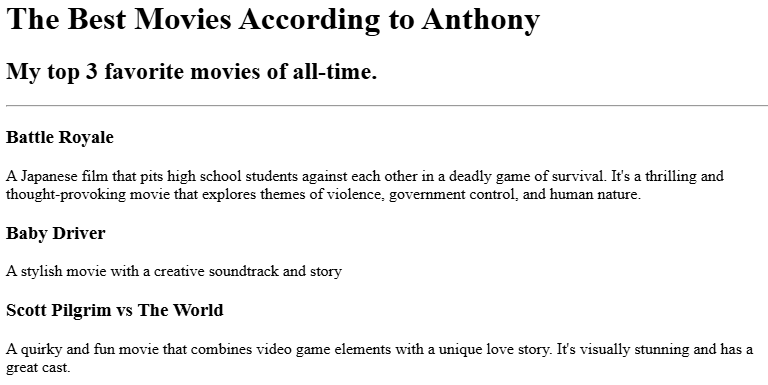 The Best Movies According to Anthony
My top 3 favorite movies of all-time.
Battle Royale
A Japanese film that pits high school students against each other in a deadly game of survival. It's a thrilling and
thought-provoking movie that explores themes of violence, government control, and human nature.
Baby Driver
A stylish movie with a creative soundtrack and story
Scott Pilgrim vs The World
A quirky and fun movie that combines video game elements with a unique love story. It's visually stunning and has a
great cast.